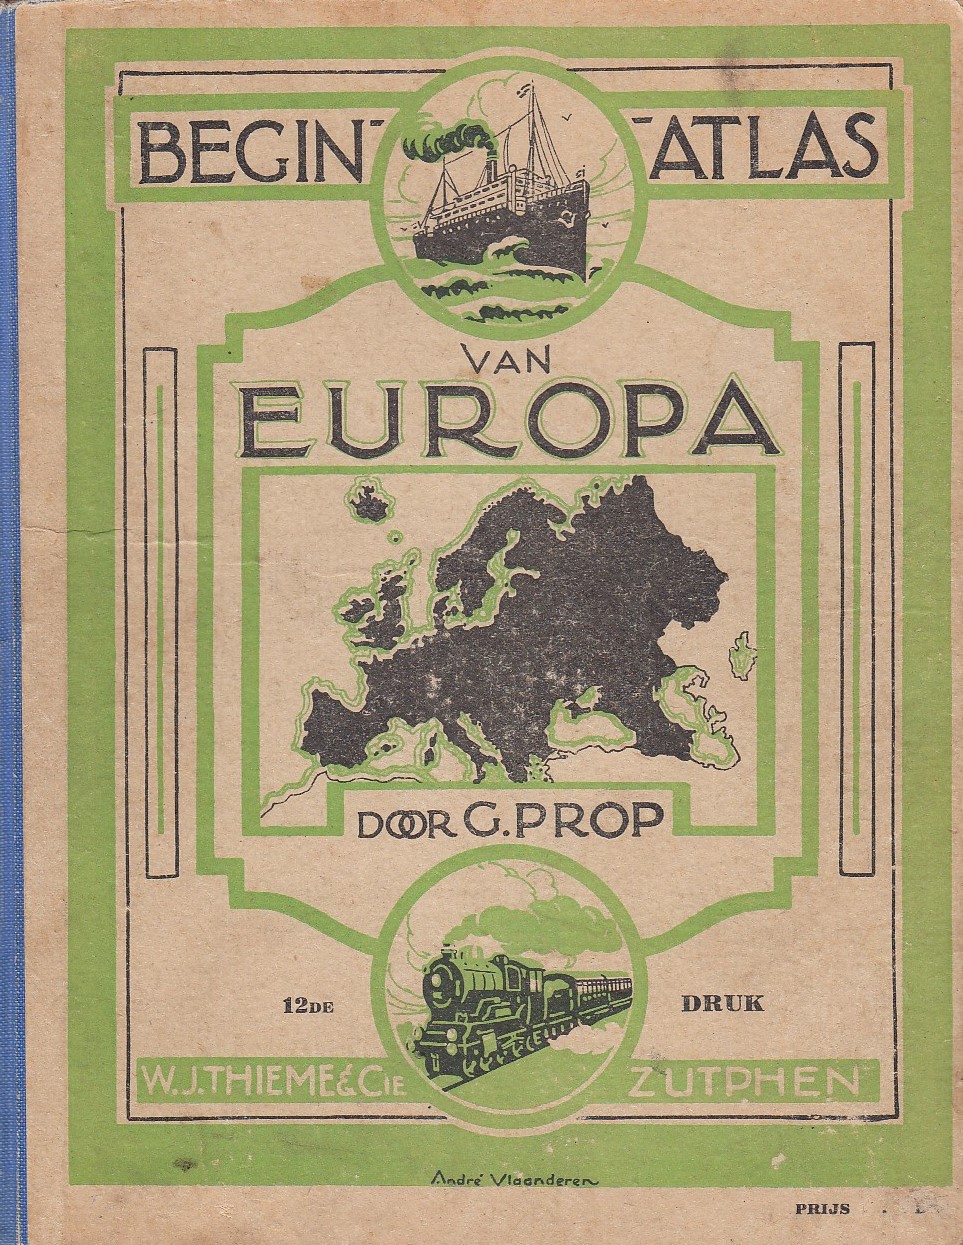 BEGIN-ATLAS
VAN
EUROPA
DOOR G. PROP
12DE DRUK
W. J. THIEME & CIE ZUTPHEN
André Vlaanderen
PRIJS